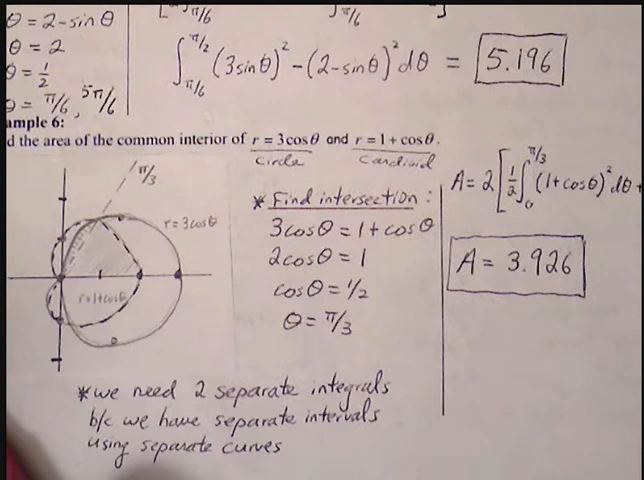 θ = 2-sinθ
θ = 2
θ = 1/2
θ = π/6, 5π/6
∫_{π/6}^{π/2} (3sinθ)² - (2-sinθ)² dθ = 5.196
ample 6:
d the area of the common interior of r = 3cosθ and r = 1 + cosθ.
Circle Cardioid
π/3
r = 3cosθ
r=1+cosθ
* Find intersection:
3cosθ = 1 + cosθ
2cosθ = 1
cosθ = 1/2
θ = π/3
A = 2[1/2 ∫_0^{π/3} (1+cosθ)² dθ +
A = 3.926
*we need 2 separate integrals
b/c we have separate intervals
using separate curves